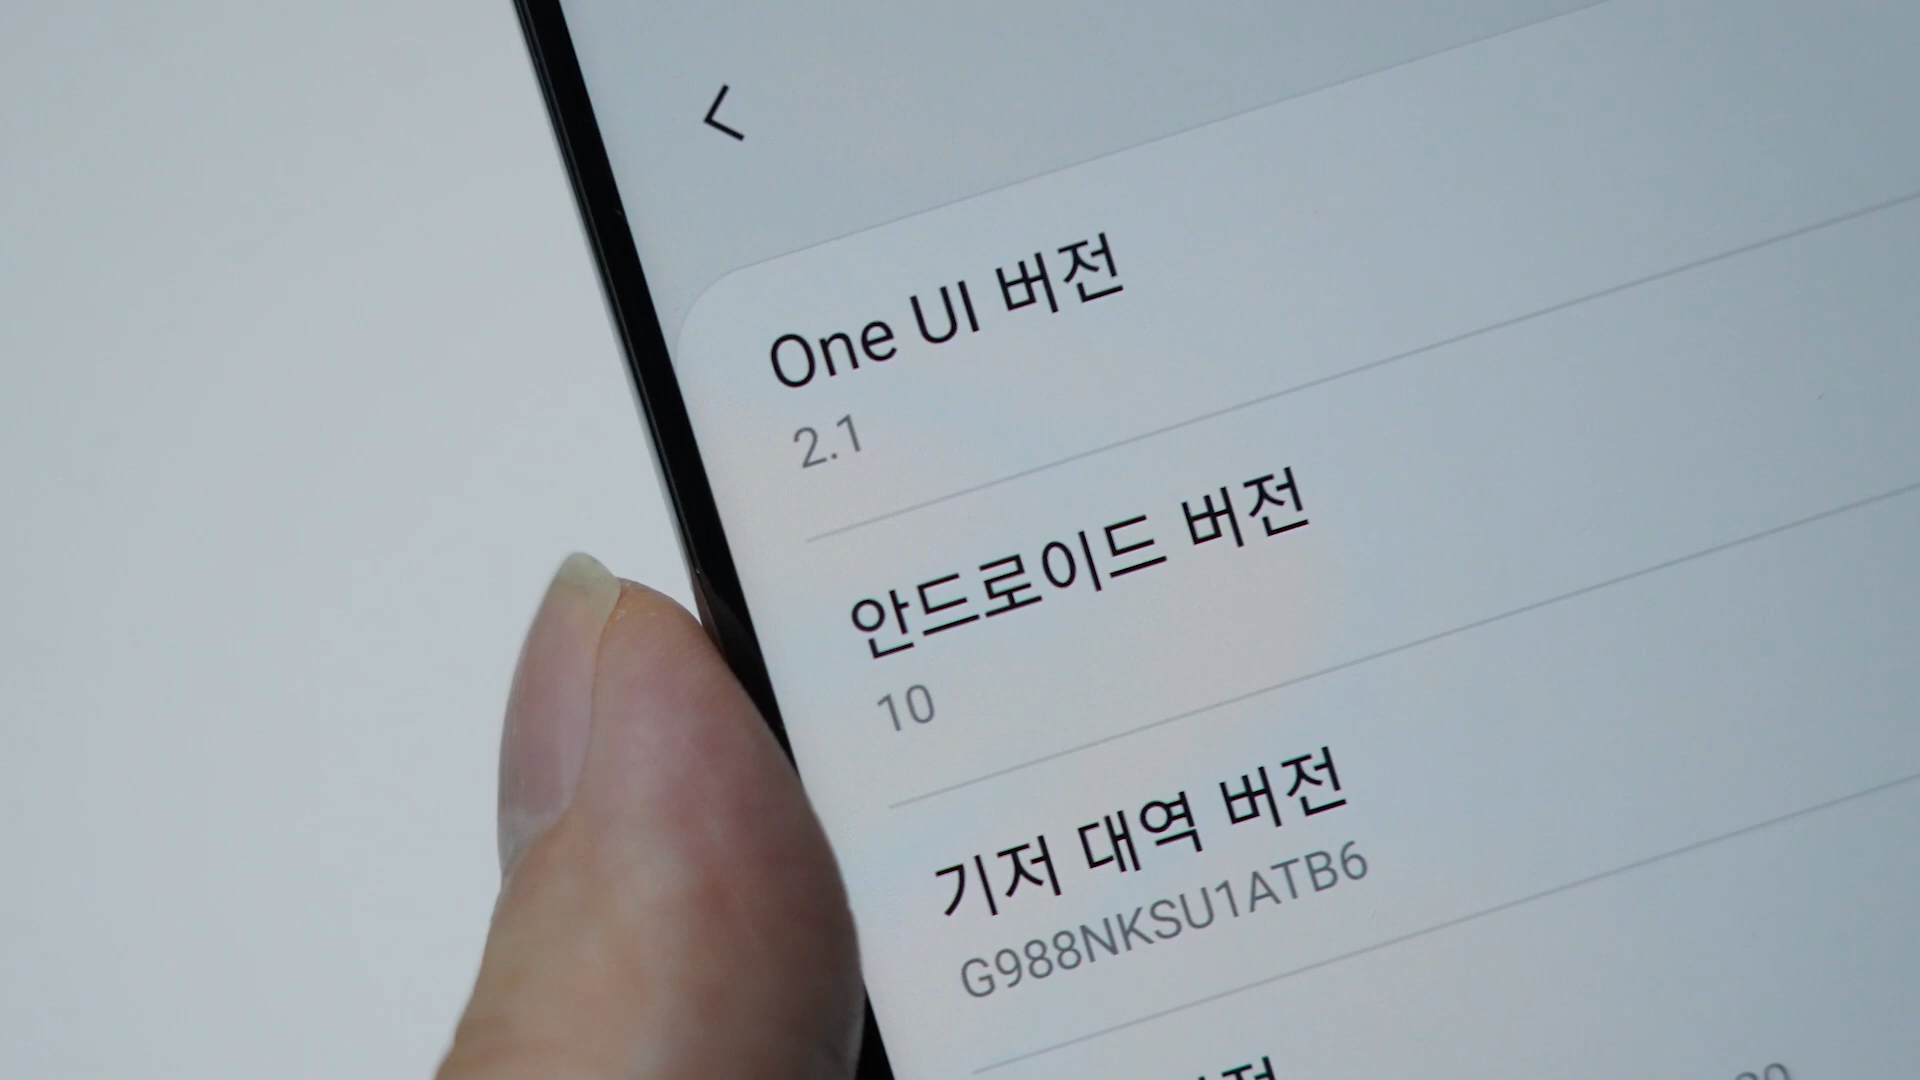 One UI 버전
2.1
안드로이드 버전
10
기저 대역 버전
G988NKSU1ATB6